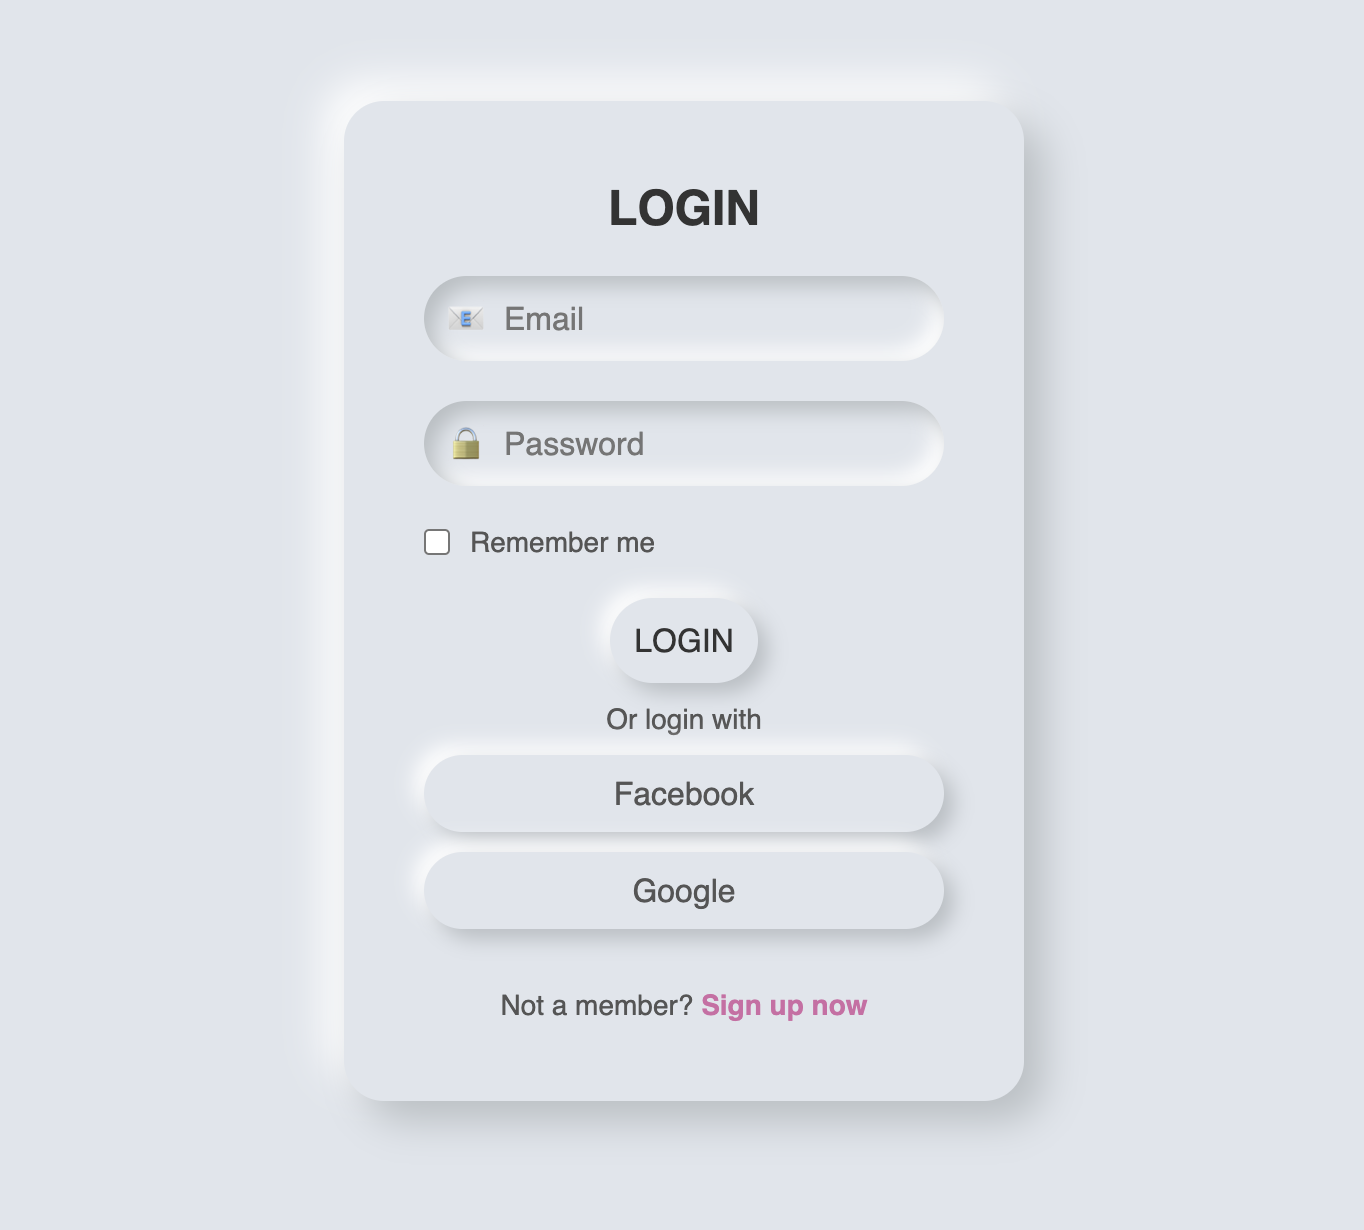 LOGIN
Email
Password
Remember me
LOGIN
Or login with
Facebook
Google
Not a member? Sign up now